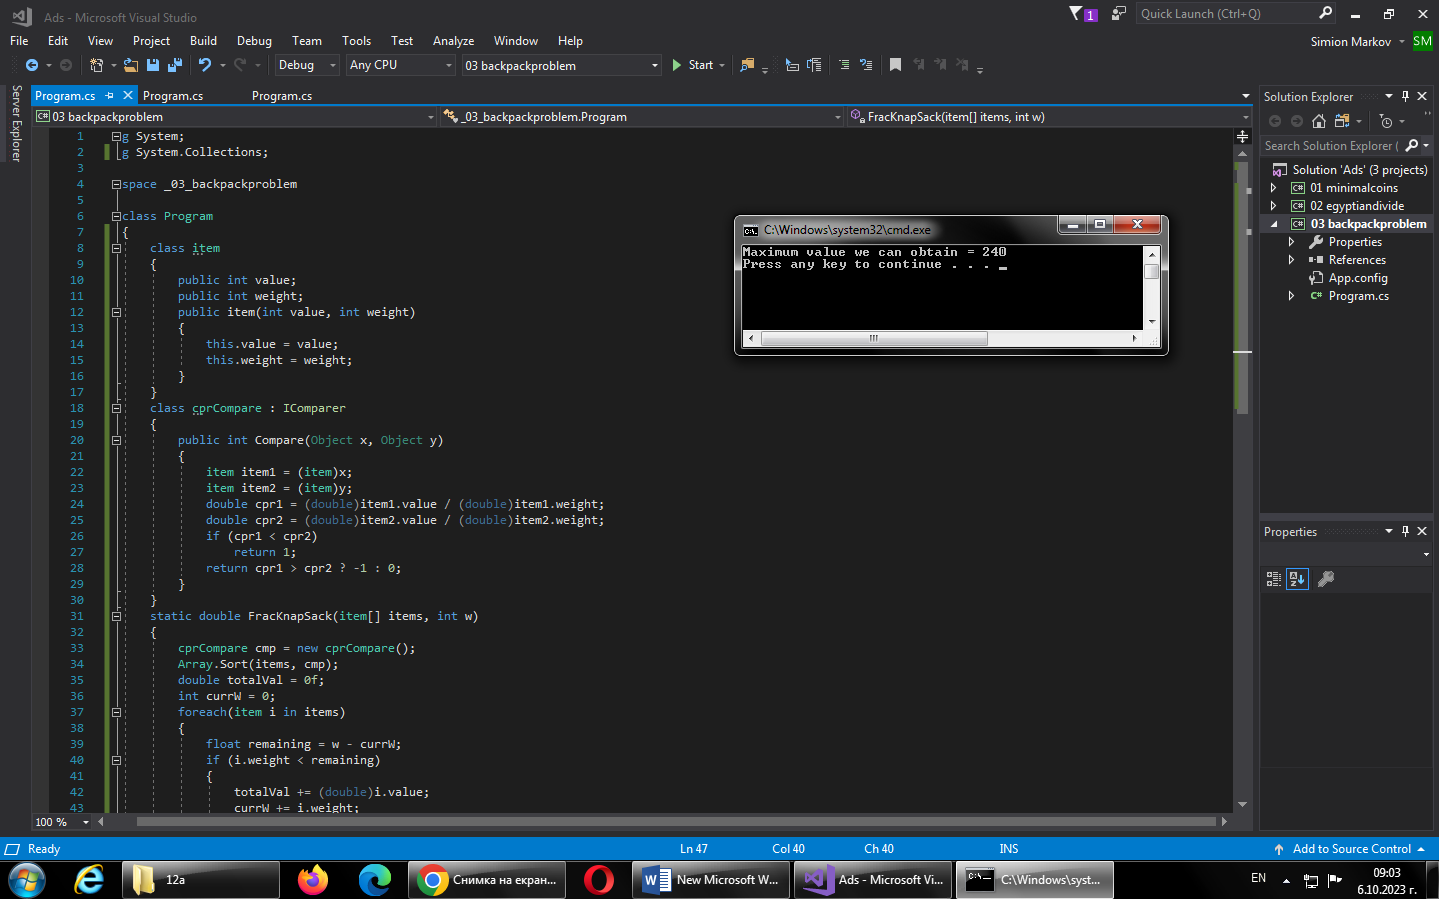 Ads - Microsoft Visual Studio
1
Quick Launch (Ctrl+Q)
File Edit View Project Build Debug Team Tools Test Analyze Window Help
Simion Markov SM
Debug Any CPU 03 backpackproblem Start
Server Explorer
Program.cs Program.cs Program.cs
C# 03 backpackproblem _03_backpackproblem.Program FracKnapSack(item[] items, int w)
1 g System;
2 g System.Collections;
3
4 space _03_backpackproblem
5
6 class Program
7 {
8 class item
9 {
10 public int value;
11 public int weight;
12 public item(int value, int weight)
13 {
14 this.value = value;
15 this.weight = weight;
16 }
17 }
18 class cprCompare : IComparer
19 {
20 public int Compare(Object x, Object y)
21 {
22 item item1 = (item)x;
23 item item2 = (item)y;
24 double cpr1 = (double)item1.value / (double)item1.weight;
25 double cpr2 = (double)item2.value / (double)item2.weight;
26 if (cpr1 < cpr2)
27 return 1;
28 return cpr1 > cpr2 ? -1 : 0;
29 }
30 }
31 static double FracKnapSack(item[] items, int w)
32 {
33 cprCompare cmp = new cprCompare();
34 Array.Sort(items, cmp);
35 double totalVal = 0f;
36 int currW = 0;
37 foreach(item i in items)
38 {
39 float remaining = w - currW;
40 if (i.weight < remaining)
41 {
42 totalVal += (double)i.value;
43 currW += i.weight;
100 %
C:\Windows\system32\cmd.exe
Maximum value we can obtain = 240
Press any key to continue . . . _
Solution Explorer
Search Solution Explorer (
Solution 'Ads' (3 projects)
C# 01 minimalcoins
C# 02 egyptiandivide
C# 03 backpackproblem
Properties
References
App.config
C# Program.cs
Properties
Ready Ln 47 Col 40 Ch 40 INS Add to Source Control
12a
Снимка на екран...
New Microsoft W...
Ads - Microsoft Vi...
C:\Windows\syst...
EN
09:03
6.10.2023 г.